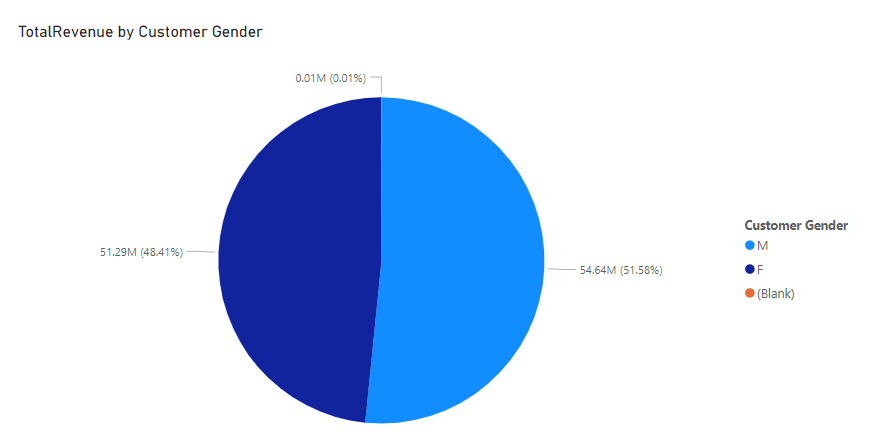 TotalRevenue by Customer Gender
0.01M (0.01%)
51.29M (48.41%)
54.64M (51.58%)
Customer Gender
M
F
(Blank)